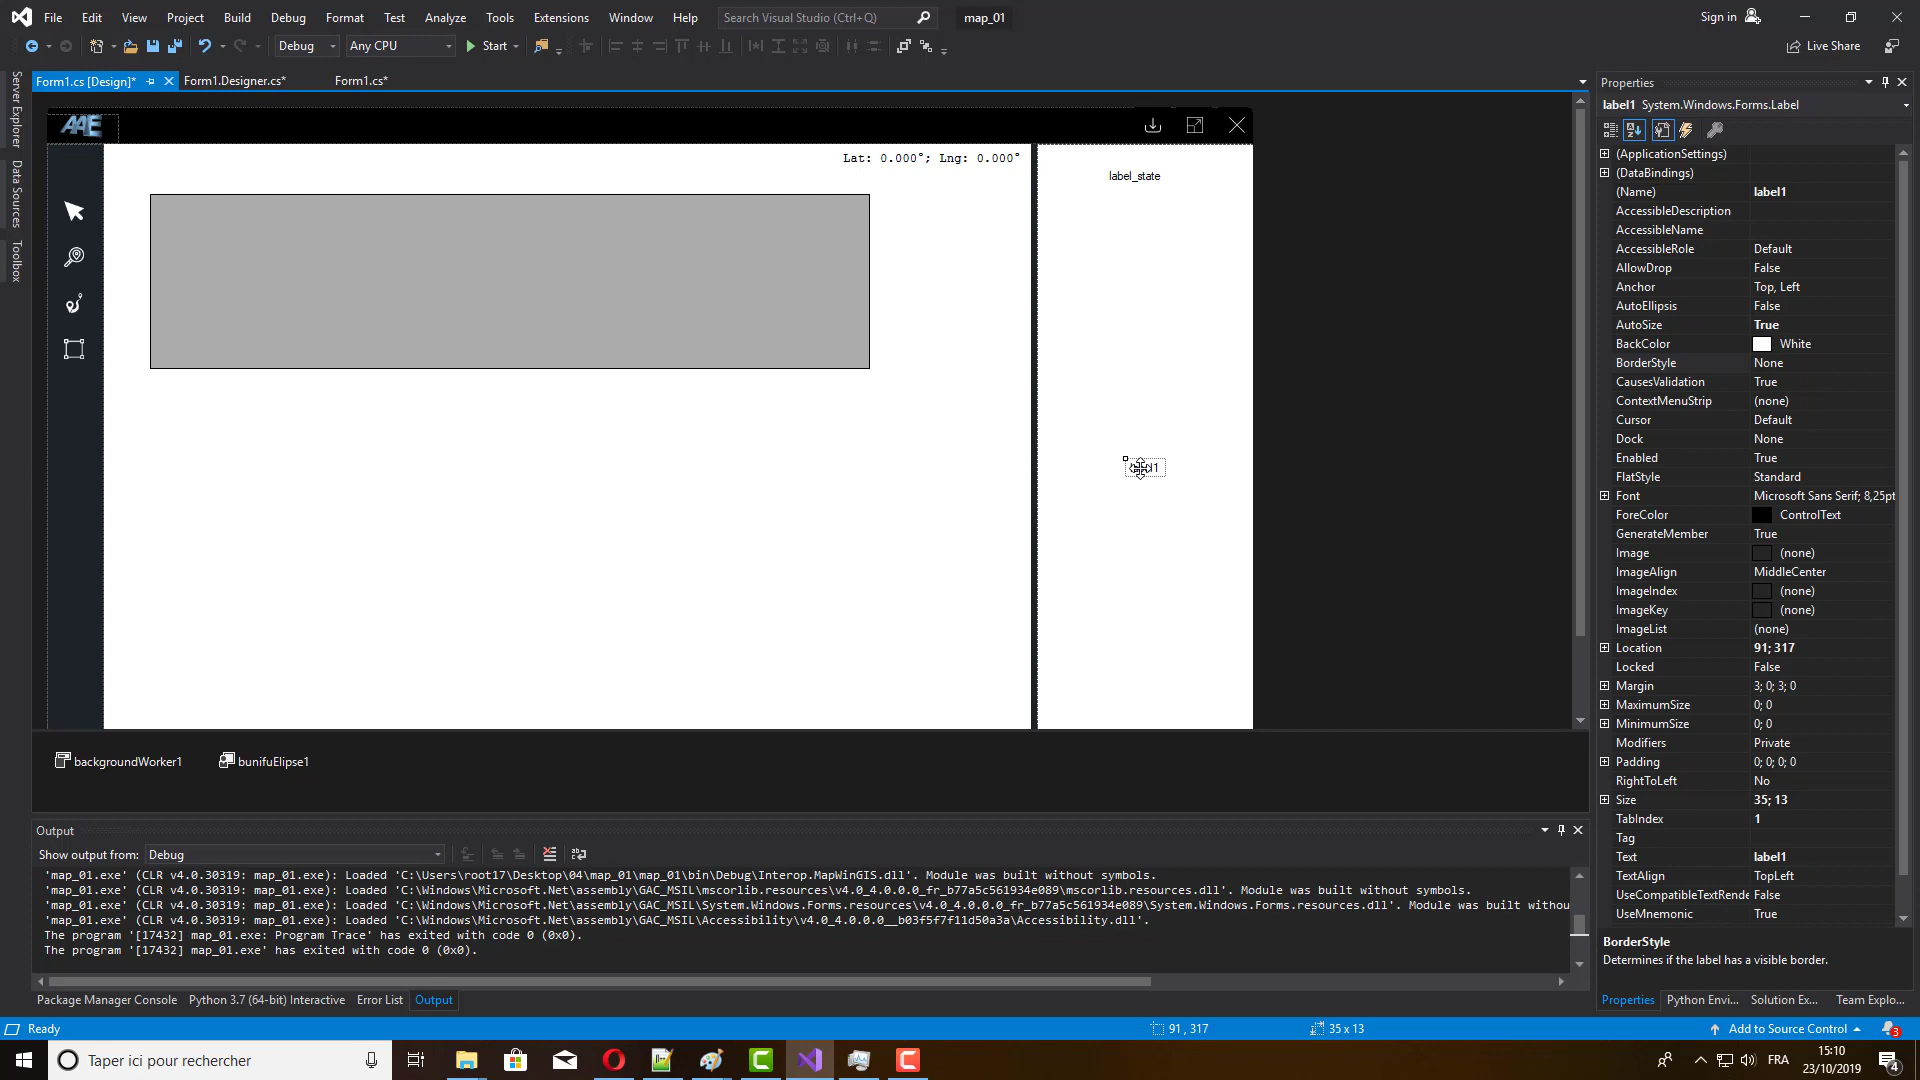 File Edit View Project Build Debug Format Test Analyze Tools Extensions Window Help Search Visual Studio (Ctrl+Q) map_01 Sign in
Debug Any CPU Start Live Share
Server Explorer
Data Sources
Toolbox
Form1.cs [Design]* Form1.Designer.cs* Form1.cs*
AAE
Lat: 0.000°; Lng: 0.000°
label_state
backgroundWorker1 bunifuElipse1
Output
Show output from: Debug
'map_01.exe' (CLR v4.0.30319: map_01.exe): Loaded 'C:\Users\root17\Desktop\04\map_01\map_01\bin\Debug\Interop.MapWinGIS.dll'. Module was built without symbols.
'map_01.exe' (CLR v4.0.30319: map_01.exe): Loaded 'C:\Windows\Microsoft.Net\assembly\GAC_MSIL\mscorlib.resources\v4.0_4.0.0.0_fr_b77a5c561934e089\mscorlib.resources.dll'. Module was built without symbols.
'map_01.exe' (CLR v4.0.30319: map_01.exe): Loaded 'C:\Windows\Microsoft.Net\assembly\GAC_MSIL\System.Windows.Forms.resources\v4.0_4.0.0.0_fr_b77a5c561934e089\System.Windows.Forms.resources.dll'. Module was built withou
'map_01.exe' (CLR v4.0.30319: map_01.exe): Loaded 'C:\Windows\Microsoft.Net\assembly\GAC_MSIL\Accessibility\v4.0_4.0.0.0__b03f5f7f11d50a3a\Accessibility.dll'.
The program '[17432] map_01.exe: Program Trace' has exited with code 0 (0x0).
The program '[17432] map_01.exe' has exited with code 0 (0x0).
Package Manager Console Python 3.7 (64-bit) Interactive Error List Output
Properties
label1 System.Windows.Forms.Label
(ApplicationSettings)
(DataBindings)
(Name) label1
AccessibleDescription
AccessibleName
AccessibleRole Default
AllowDrop False
Anchor Top, Left
AutoEllipsis False
AutoSize True
BackColor White
BorderStyle None
CausesValidation True
ContextMenuStrip (none)
Cursor Default
Dock None
Enabled True
FlatStyle Standard
Font Microsoft Sans Serif; 8,25pt
ForeColor ControlText
GenerateMember True
Image (none)
ImageAlign MiddleCenter
ImageIndex (none)
ImageKey (none)
ImageList (none)
Location 91; 317
Locked False
Margin 3; 0; 3; 0
MaximumSize 0; 0
MinimumSize 0; 0
Modifiers Private
Padding 0; 0; 0; 0
RightToLeft No
Size 35; 13
TabIndex 1
Tag
Text label1
TextAlign TopLeft
UseCompatibleTextRende False
UseMnemonic True
BorderStyle
Determines if the label has a visible border.
Properties Python Envi... Solution Ex... Team Explo...
Ready 91 , 317 35 x 13 Add to Source Control 3
Taper ici pour rechercher FRA 15:10
23/10/2019 4